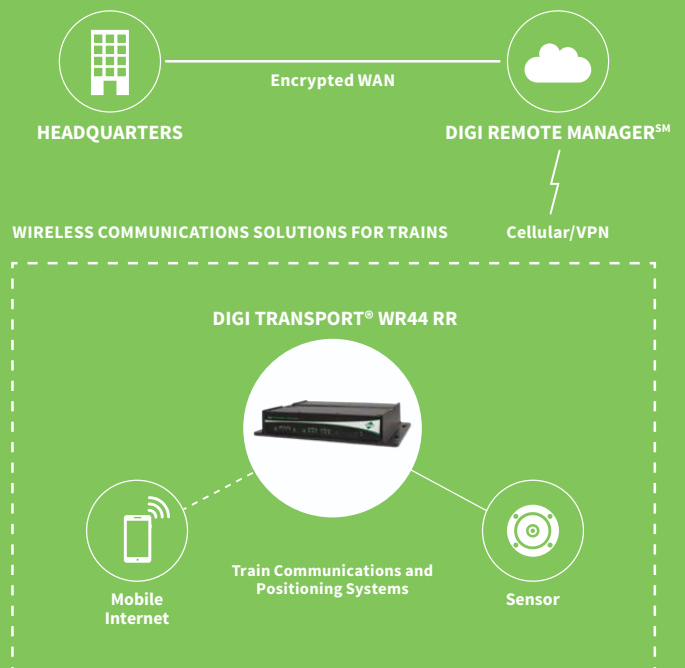 Encrypted WAN
HEADQUARTERS
DIGI REMOTE MANAGER℠
WIRELESS COMMUNICATIONS SOLUTIONS FOR TRAINS
Cellular/VPN
DIGI TRANSPORT® WR44 RR
Train Communications and
Positioning Systems
Mobile
Internet
Sensor